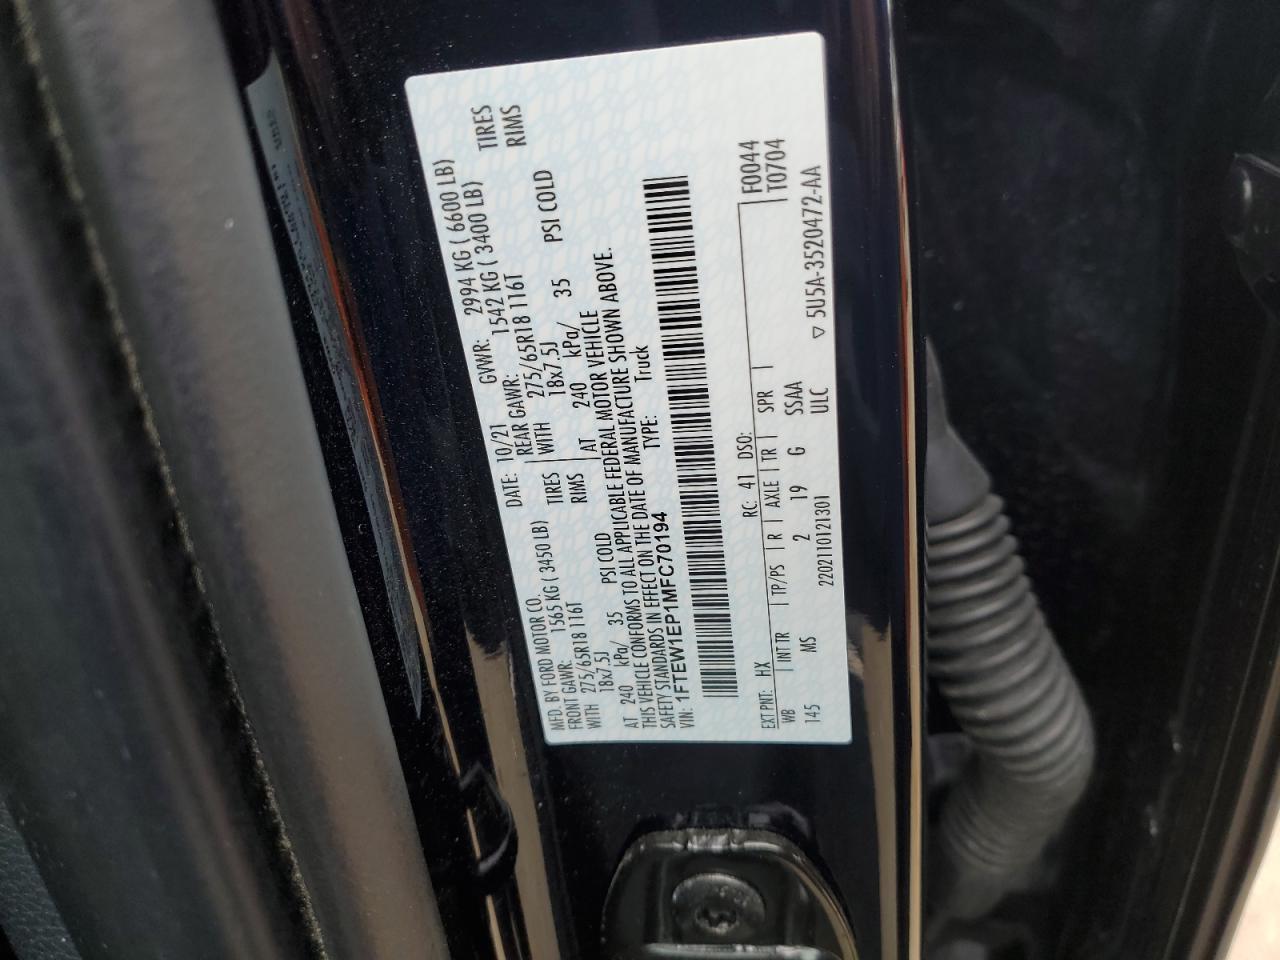 MFD. BY FORD MOTOR CO.
DATE: 10/21 GVWR: 2994 KG ( 6600 LB)
FRONT GAWR: 1565 KG ( 3450 LB) REAR GAWR: 1542 KG ( 3400 LB)
WITH 275/65R18 116T TIRES WITH 275/65R18 116T TIRES
18x7.5J RIMS 18x7.5J RIMS
AT 240 kPa/ 35 PSI COLD AT 240 kPa/ 35 PSI COLD
THIS VEHICLE CONFORMS TO ALL APPLICABLE FEDERAL MOTOR VEHICLE
SAFETY STANDARDS IN EFFECT ON THE DATE OF MANUFACTURE SHOWN ABOVE.
VIN: 1FTEW1EP1MFC70194 TYPE: Truck
F0044
EXT PNT: HX RC: 41 DSO: T0704
WB INT TR TP/PS R AXLE TR SPR
145 MS 2 19 G SSAA
2202110121301 ULC ▽ 5U5A-3520472-AA